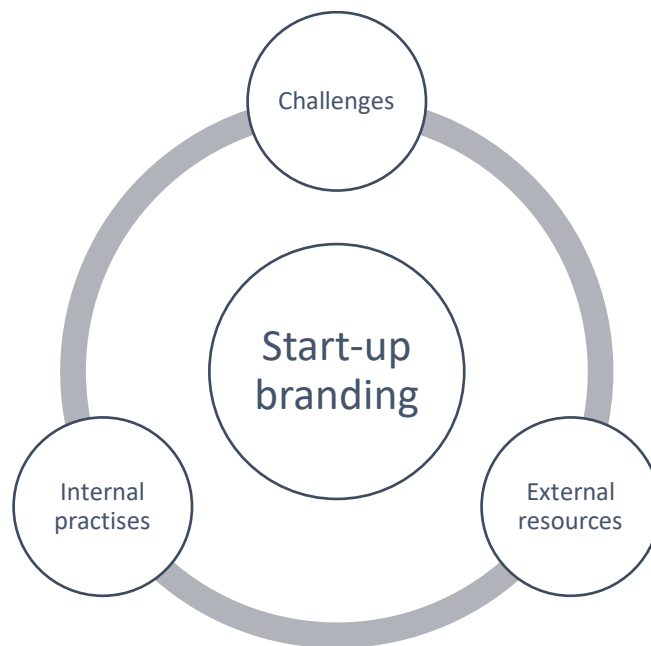 Challenges
Start-up
branding
Internal
practises
External
resources